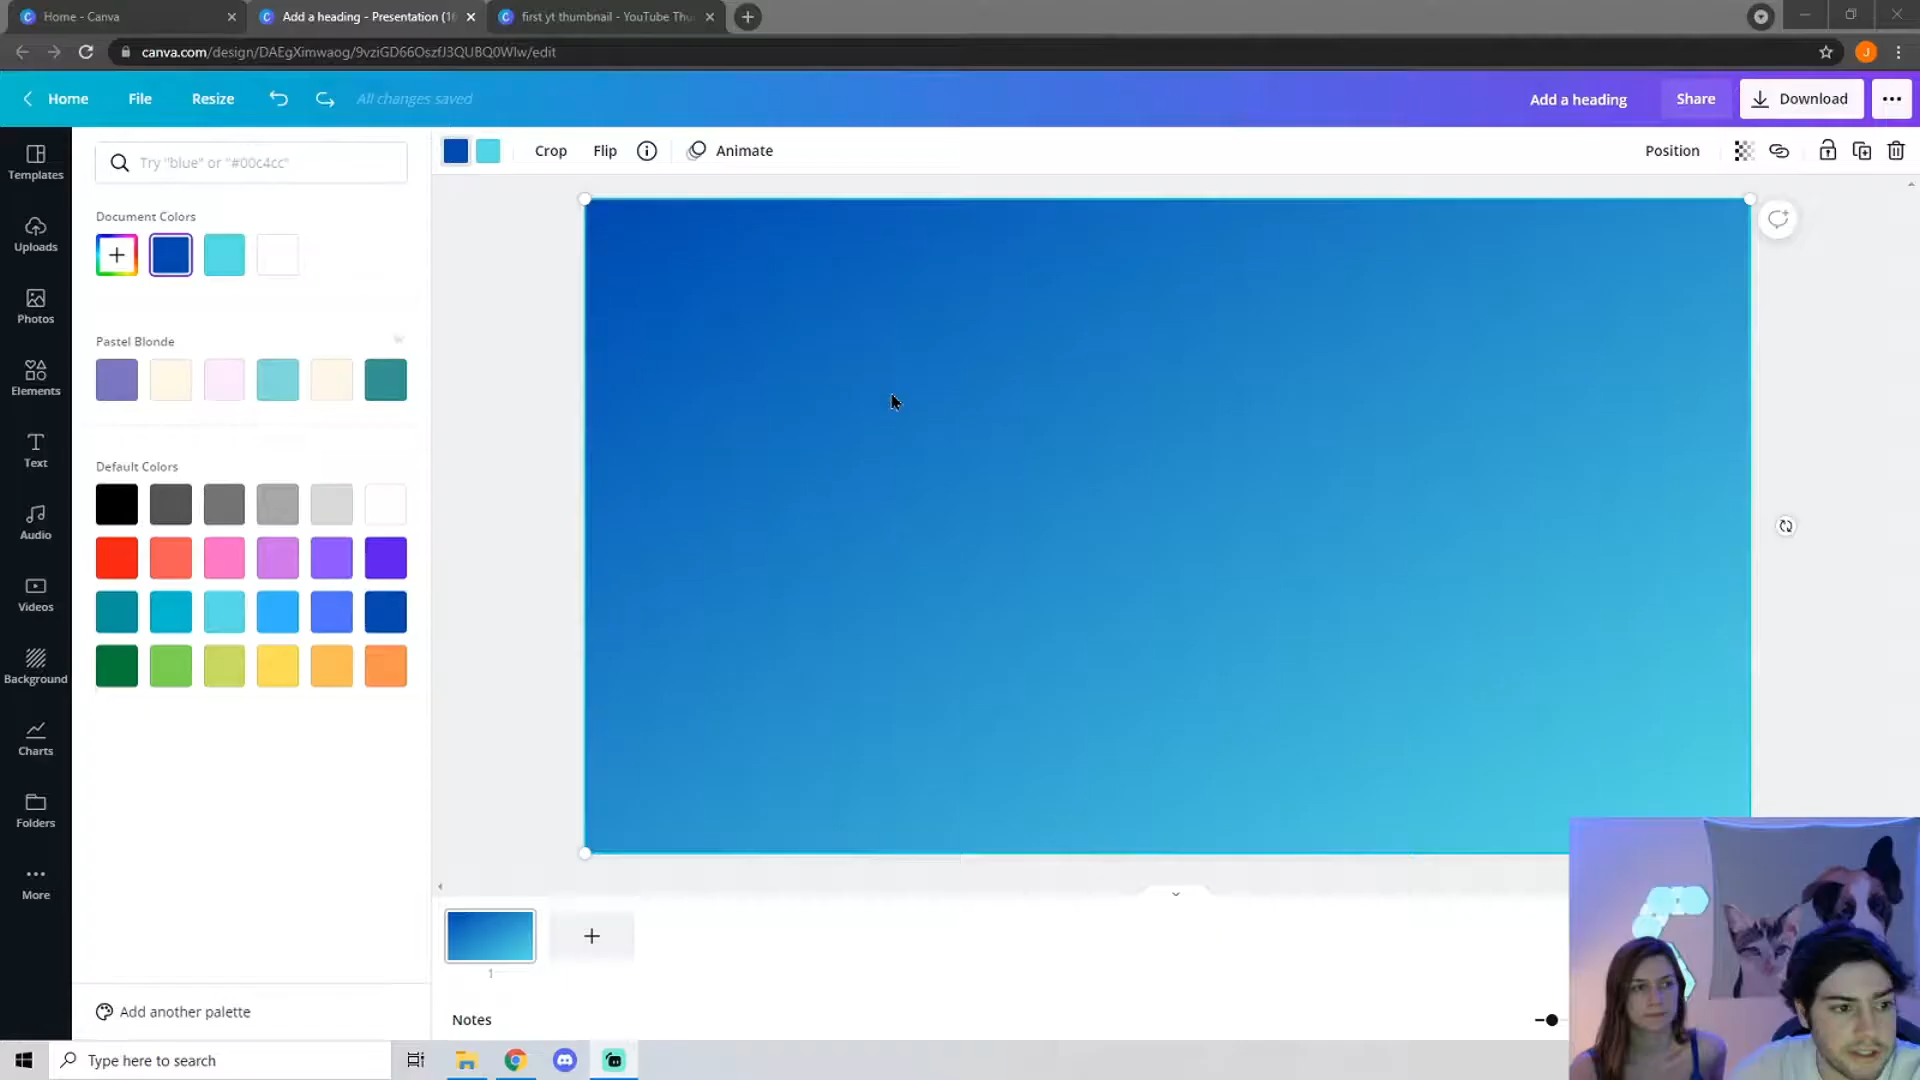 Home - Canva
Add a heading - Presentation (16
first yt thumbnail - YouTube Thu
canva.com/design/DAEgXimwaog/9vziGD66OszfJ3QUBQ0Wlw/edit
J
Home
File
Resize
All changes saved
Add a heading
Share
Download
Templates
Uploads
Photos
Elements
Text
Audio
Videos
Background
Charts
Folders
More
Try "blue" or "#00c4cc"
Document Colors
Pastel Blonde
Default Colors
Add another palette
Crop
Flip
Animate
Position
1
Notes
Type here to search